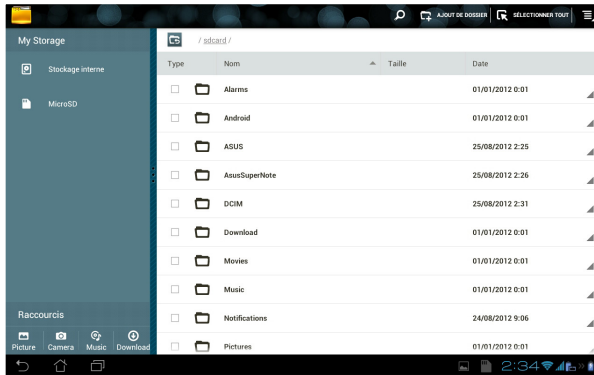 AJOUT DE DOSSIER SÉLECTIONNER TOUT
My Storage
Stockage interne
MicroSD
/ sdcard /
Type Nom Taille Date
Alarms 01/01/2012 0:01
Android 01/01/2012 0:01
ASUS 25/08/2012 2:25
AsusSuperNote 25/08/2012 2:26
DCIM 25/08/2012 2:31
Download 01/01/2012 0:01
Movies 01/01/2012 0:01
Music 01/01/2012 0:01
Notifications 24/08/2012 9:06
Pictures 01/01/2012 0:01
Raccourcis
Picture Camera Music Download
2:34